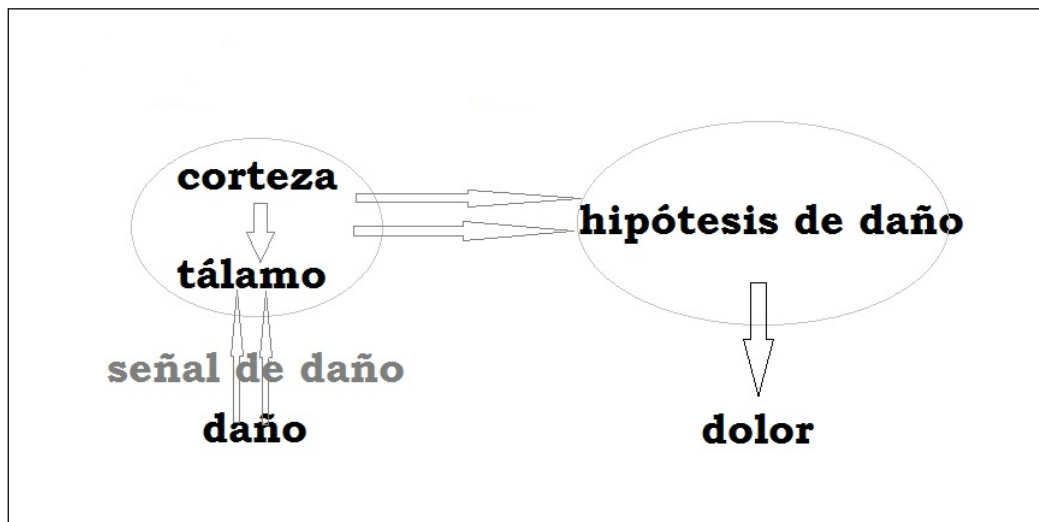 corteza
tálamo
señal de daño
daño
hipótesis de daño
dolor